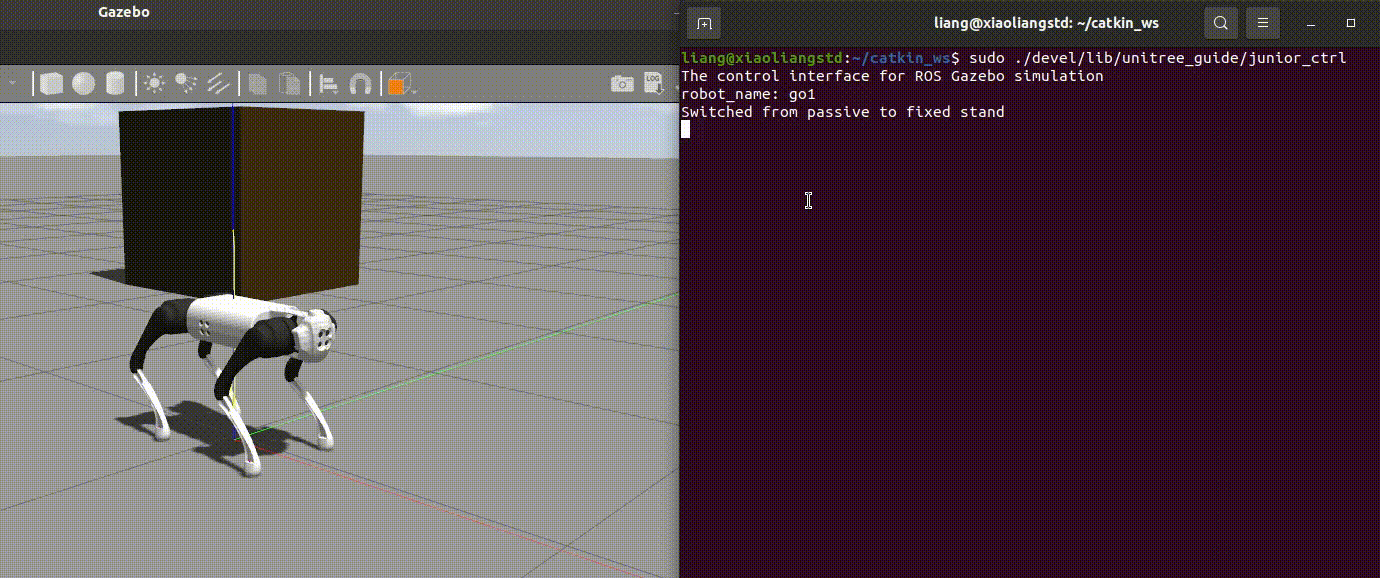 Gazebo
LOG
liang@xiaoliangstd: ~/catkin_ws
liang@xiaoliangstd:~/catkin_ws$ sudo ./devel/lib/unitree_guide/junior_ctrl
The control interface for ROS Gazebo simulation
robot_name: go1
Switched from passive to fixed stand